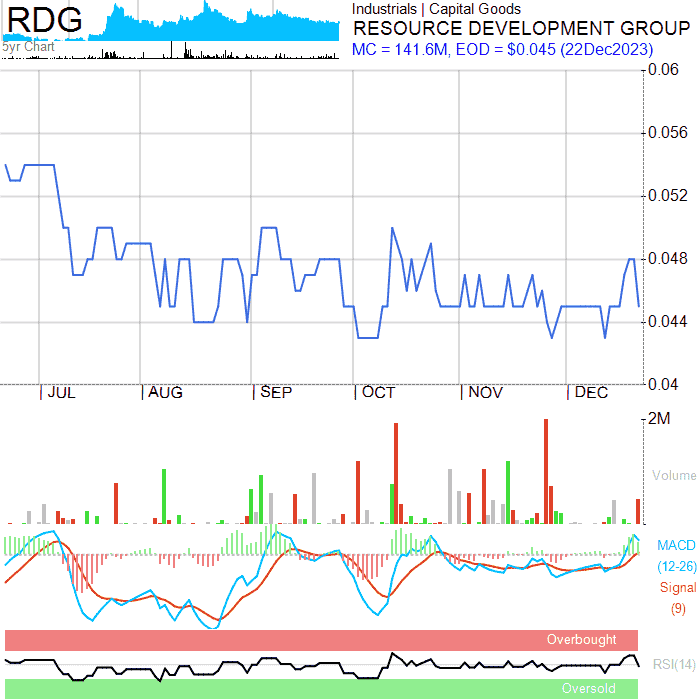 RDG
5yr Chart
Industrials | Capital Goods
RESOURCE DEVELOPMENT GROUP
MC = 141.6M, EOD = $0.045 (22Dec2023)
0.06
0.056
0.052
0.048
0.044
0.04
JUL AUG SEP OCT NOV DEC
2M
Volume
MACD
(12-26)
Signal
(9)
Overbought
RSI(14)
Oversold